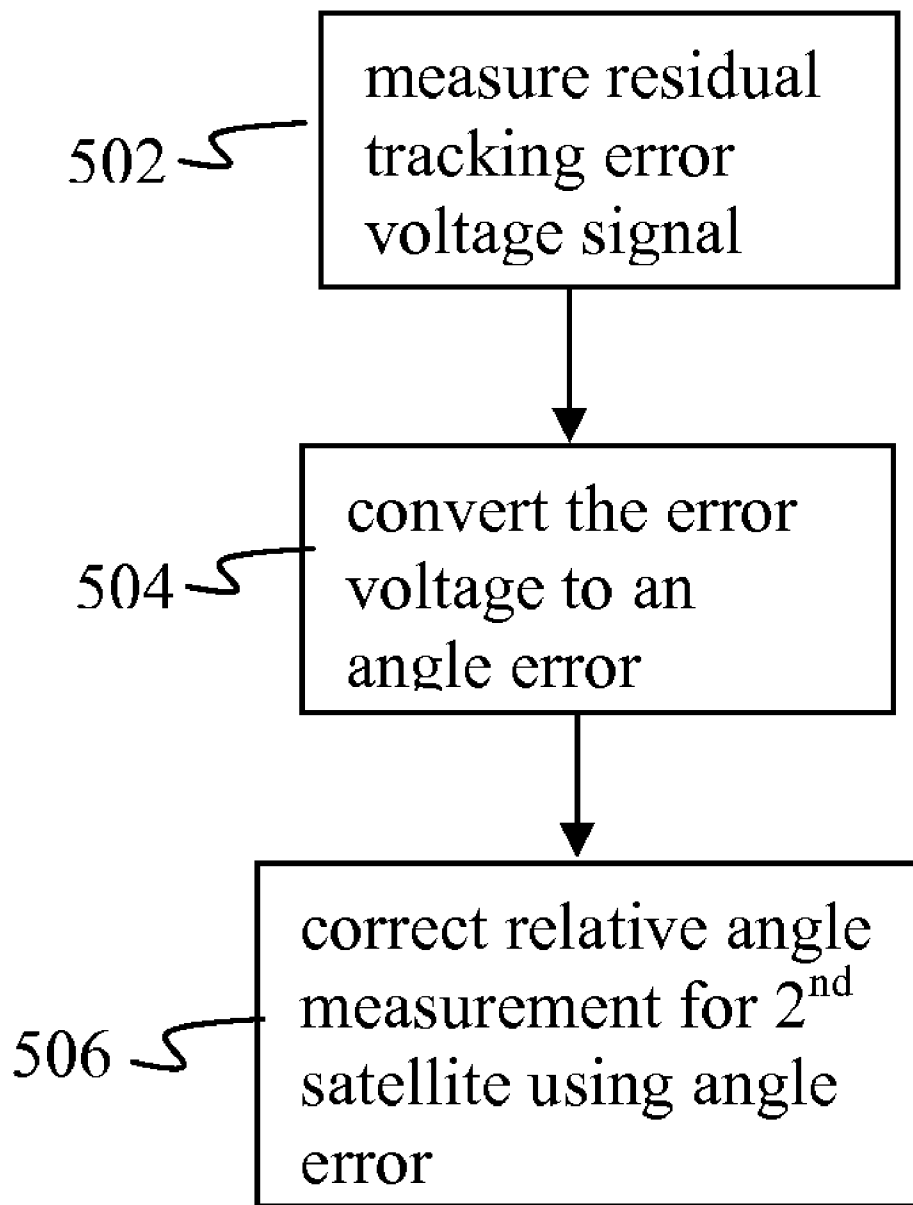 measure residual
tracking error
voltage signal
502
convert the error
voltage to an
angle error
504
correct relative angle
measurement for 2nd
satellite using angle
error
506